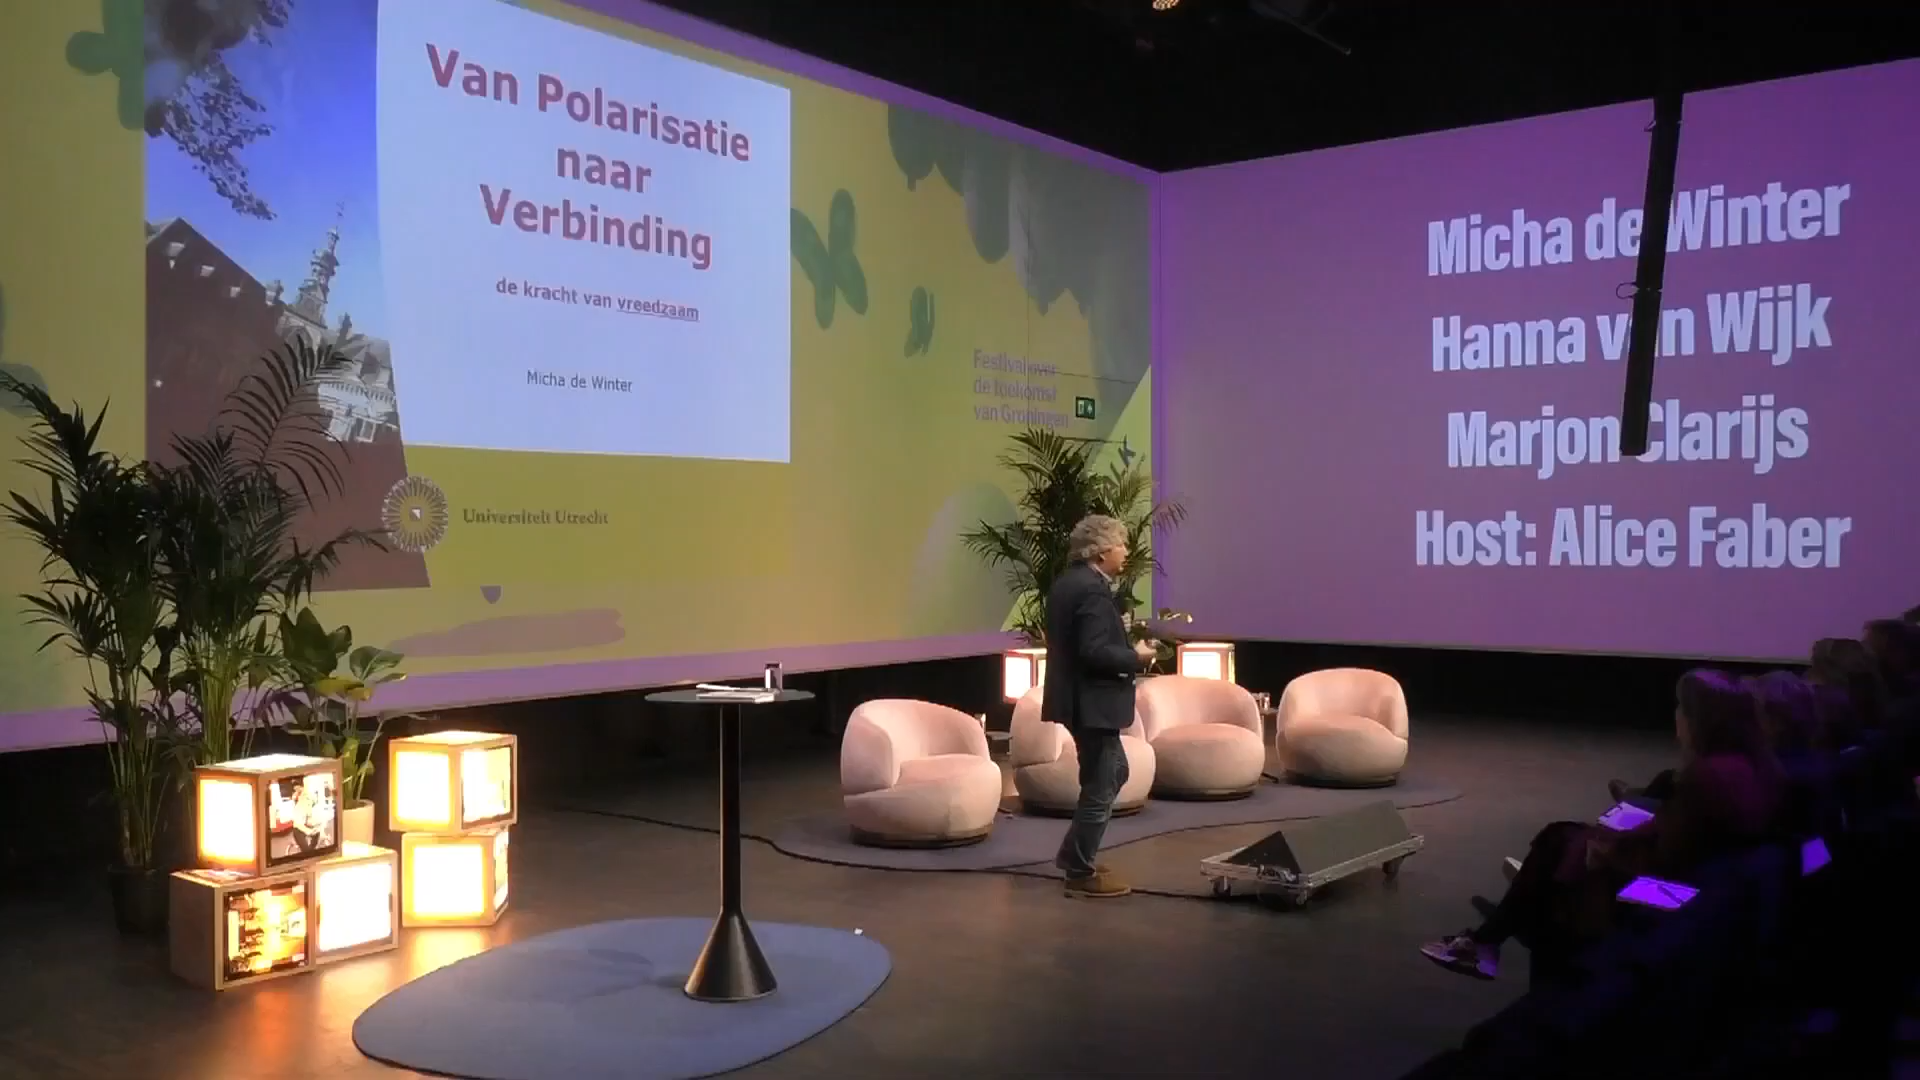 Van Polarisatie
naar
Verbinding
de kracht van vreedzaam
Micha de Winter
Universiteit Utrecht
Festival over
de toekomst
van Groningen
Micha de Winter
Hanna van Wijk
Marjon Clarijs
Host: Alice Faber